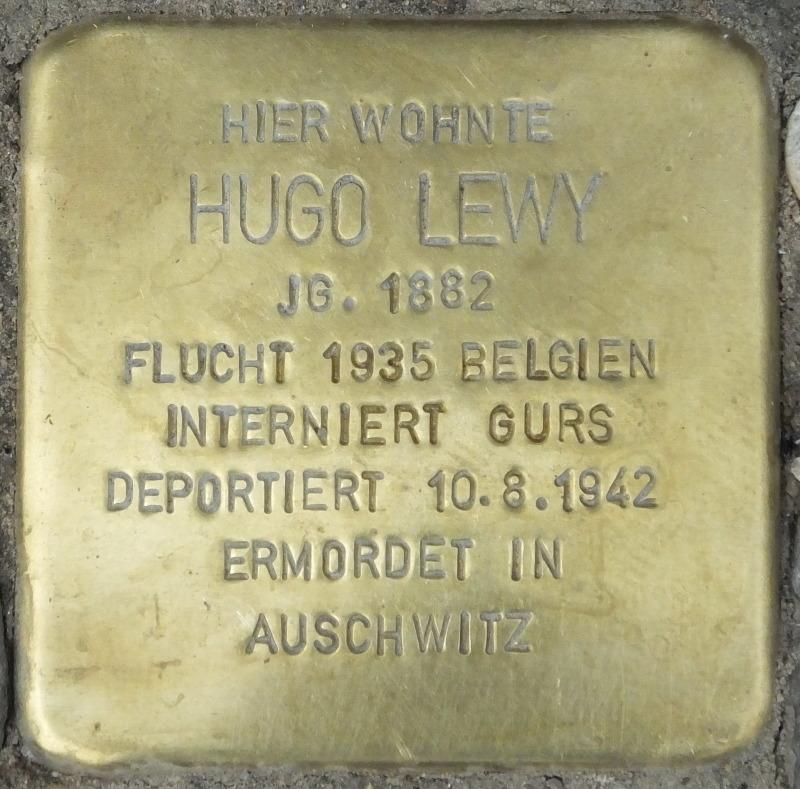 HIER WOHNTE
HUGO LEWY
JG. 1882
FLUCHT 1935 BELGIEN
INTERNIERT GURS
DEPORTIERT 10.8.1942
ERMORDET IN
AUSCHWITZ